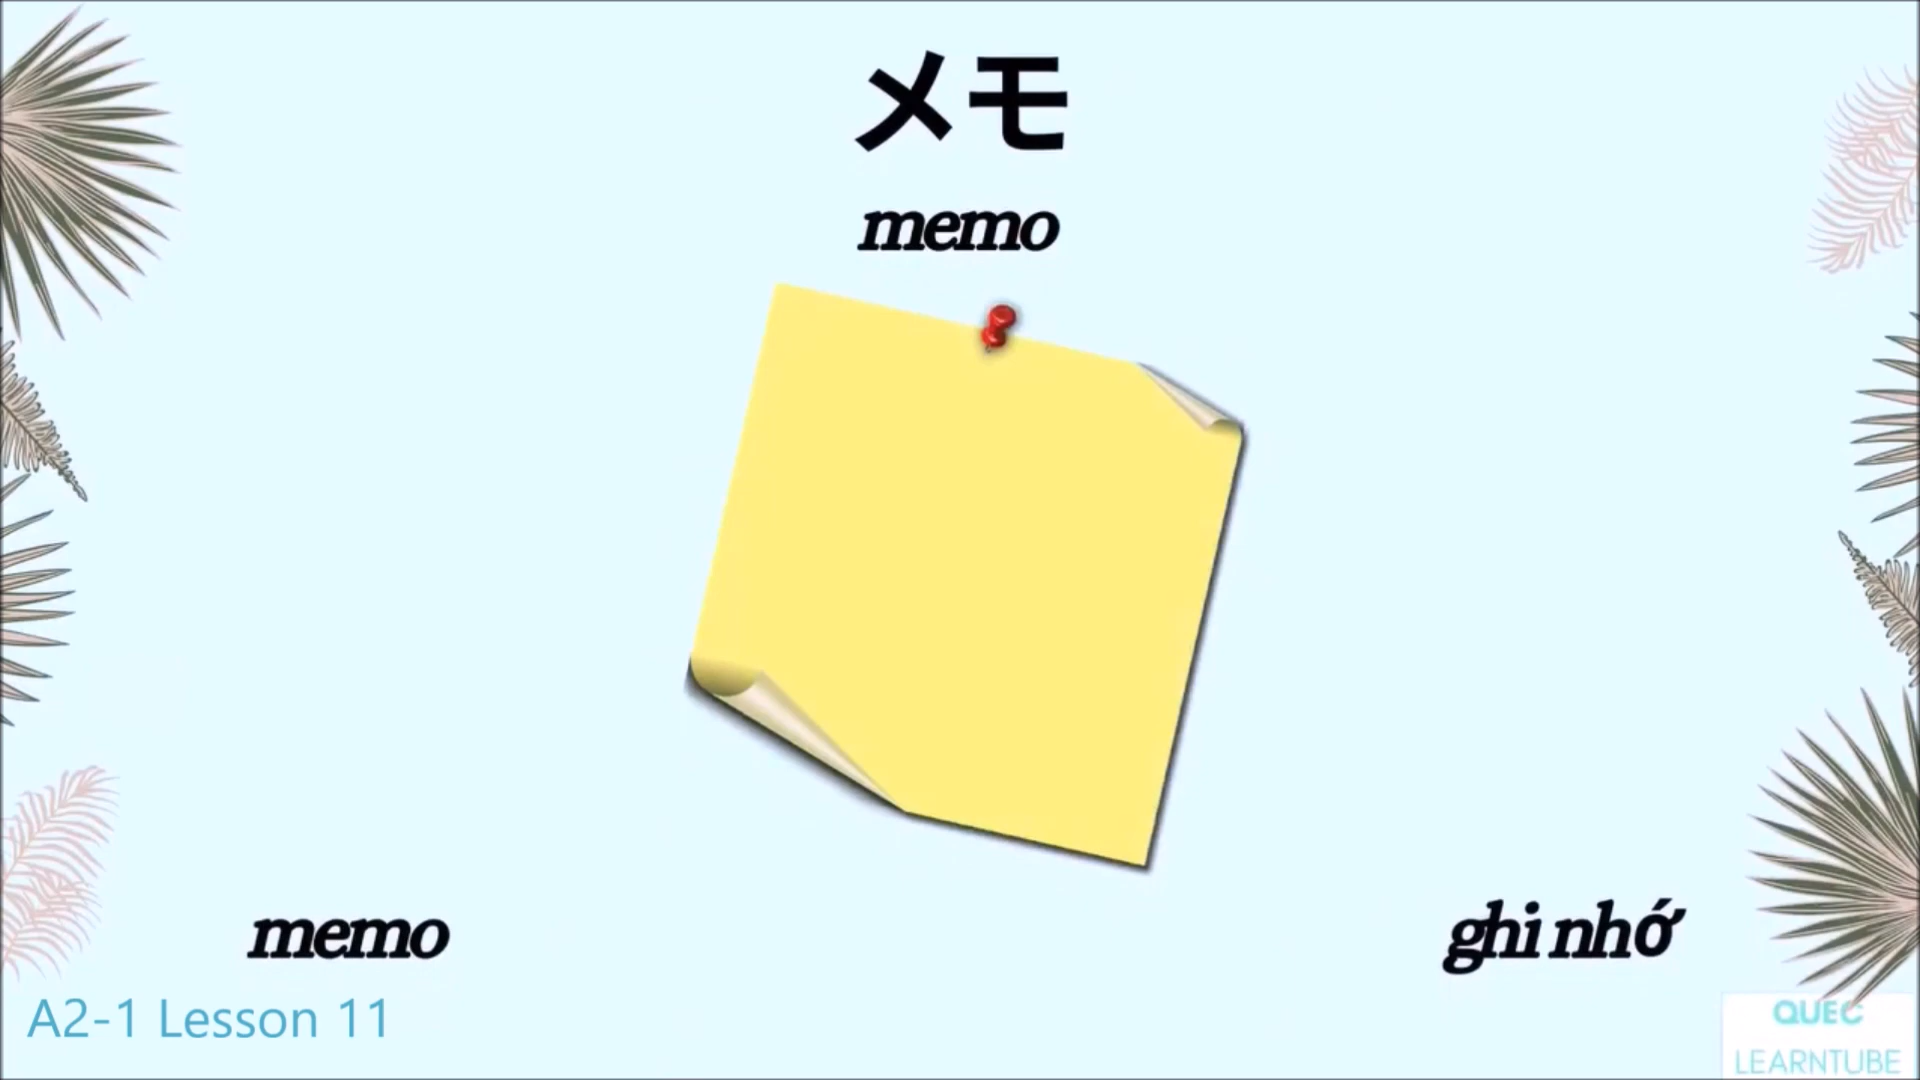 メモ
memo
memo
ghi nhớ
A2-1 Lesson 11
QUEC
LEARNTUBE